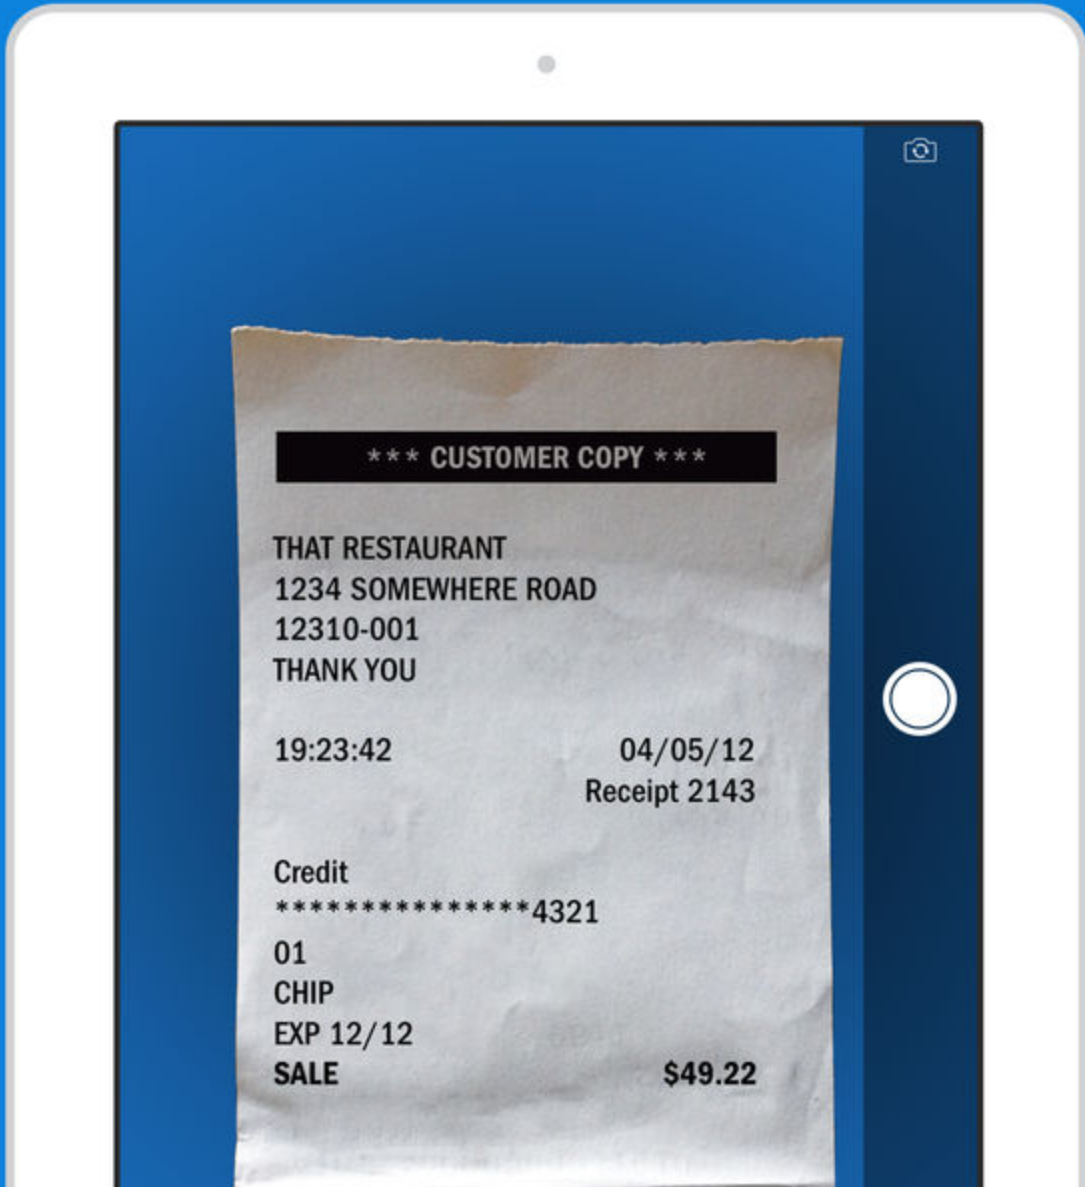 *** CUSTOMER COPY ***
THAT RESTAURANT
1234 SOMEWHERE ROAD
12310-001
THANK YOU
19:23:42 04/05/12
Receipt 2143
Credit
***************4321
01
CHIP
EXP 12/12
SALE $49.22